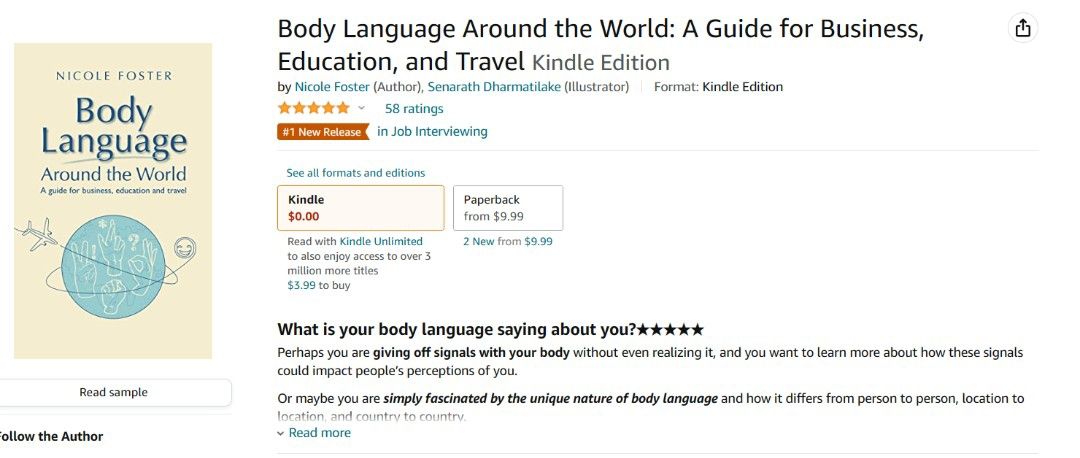 NICOLE FOSTER
Body
Language
Around the World
A guide for business, education and travel
?
Read sample
Follow the Author
Body Language Around the World: A Guide for Business,
Education, and Travel Kindle Edition
by Nicole Foster (Author), Senarath Dharmatilake (Illustrator) Format: Kindle Edition
58 ratings
#1 New Release in Job Interviewing
See all formats and editions
Kindle
$0.00
Read with Kindle Unlimited
to also enjoy access to over 3
million more titles
$3.99 to buy
Paperback
from $9.99
2 New from $9.99
What is your body language saying about you?★★★★★
Perhaps you are giving off signals with your body without even realizing it, and you want to learn more about how these signals
could impact people's perceptions of you.
Or maybe you are simply fascinated by the unique nature of body language and how it differs from person to person, location to
location, and country to country.
Read more